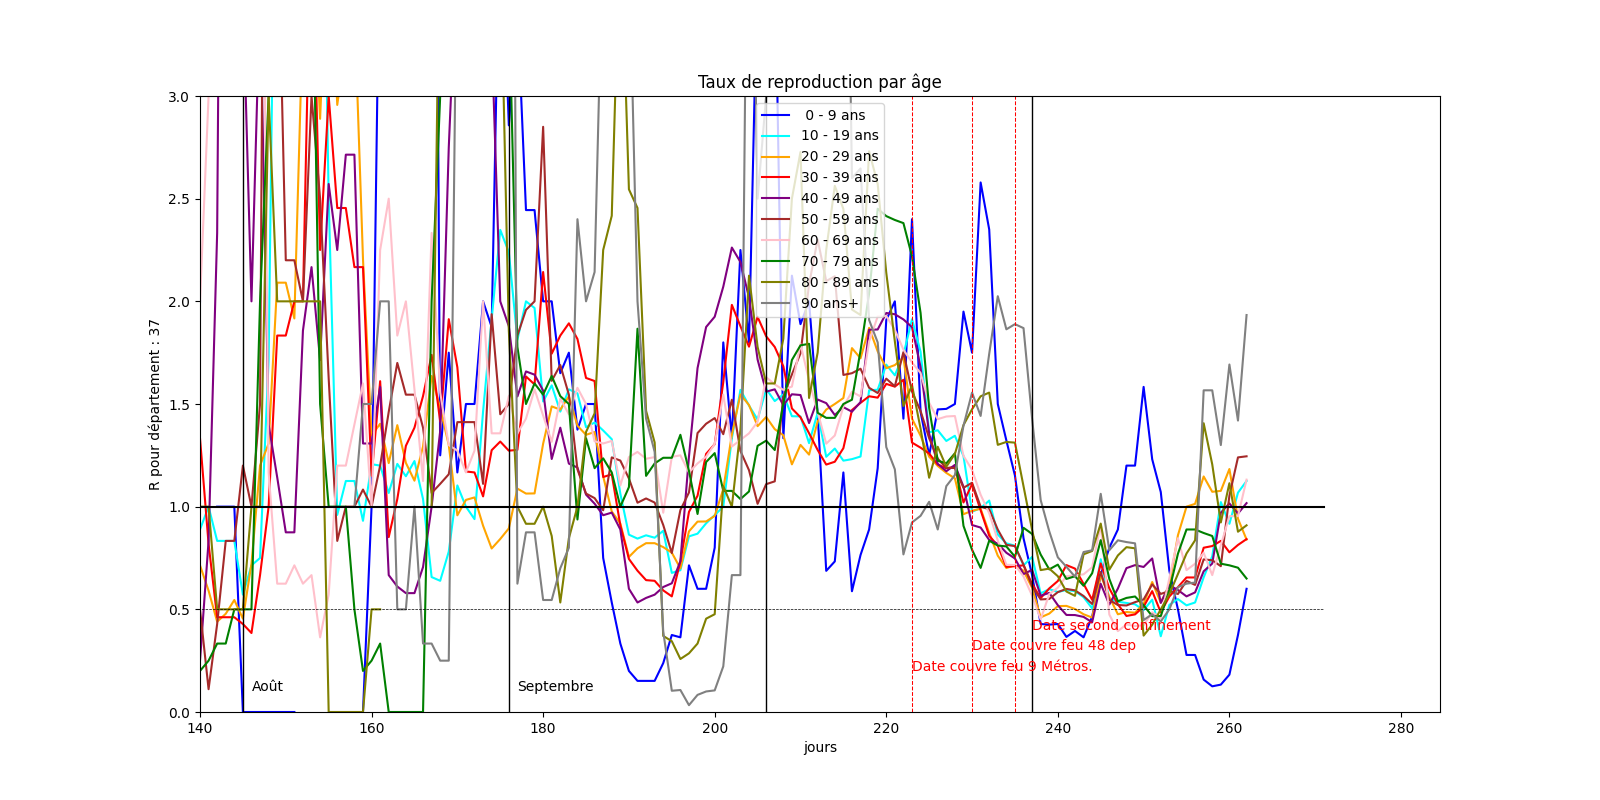 Taux de reproduction par âge
3.0
2.5
2.0
1.5
1.0
0.5
0.0
R pour département : 37
0 - 9 ans
10 - 19 ans
20 - 29 ans
30 - 39 ans
40 - 49 ans
50 - 59 ans
60 - 69 ans
70 - 79 ans
80 - 89 ans
90 ans+
Date second confinement
Date couvre feu 48 dep
Date couvre feu 9 Métros.
Août
Septembre
140
160
180
200
220
240
260
280
jours